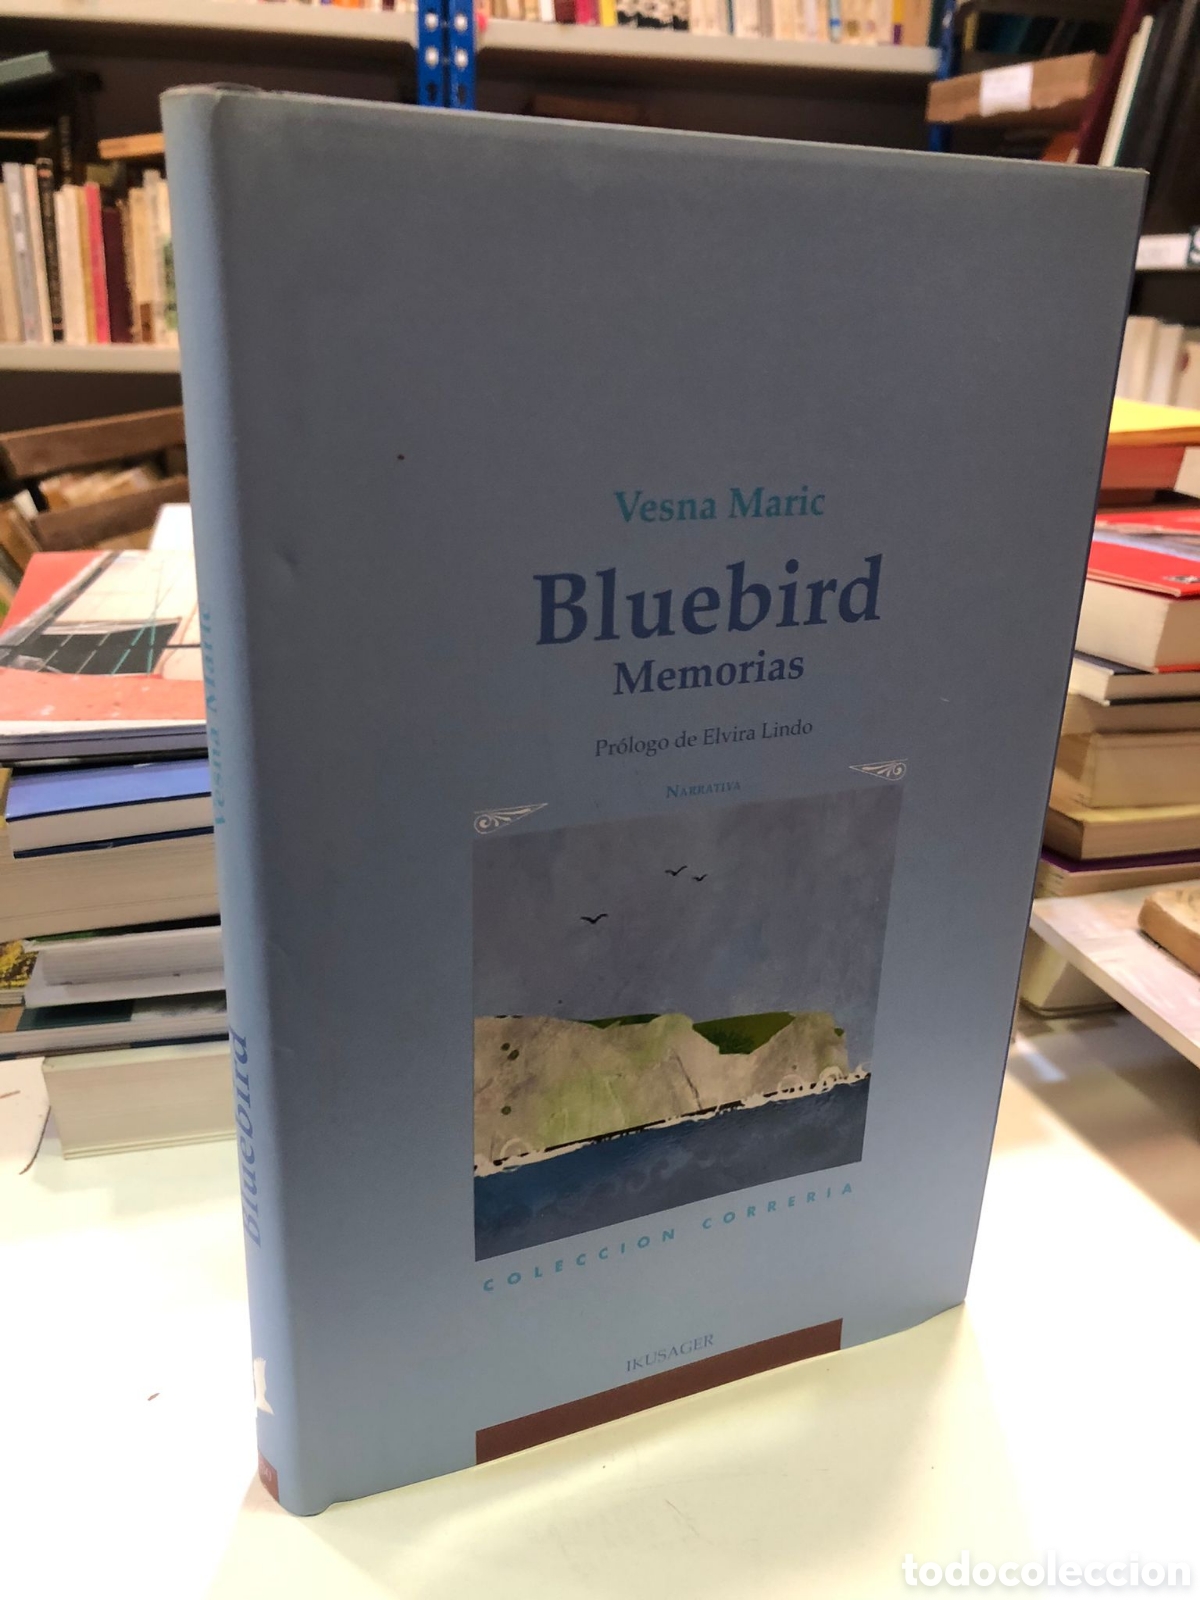 Vesna Maric
Bluebird
Memorias
Prólogo de Elvira Lindo
NARRATIVA
COLECCION CORRERIA
IKUSAGER
Vesna Maric
Bluebird
todocoleccion